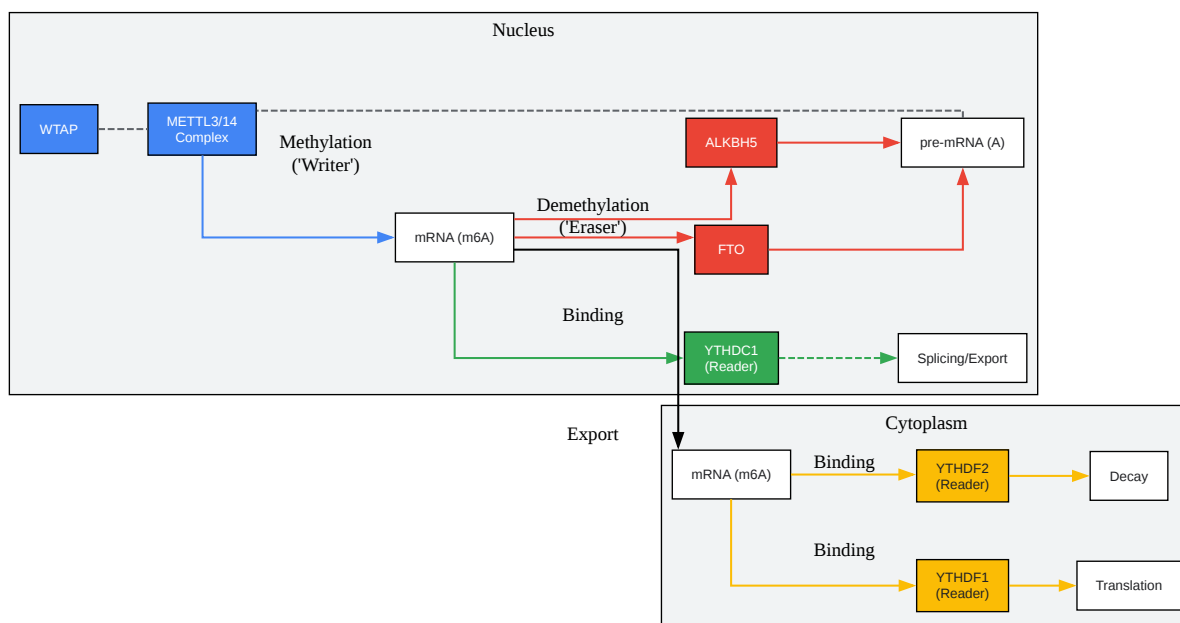 Nucleus
WTAP
METTL3/14
Complex
Methylation
('Writer')
ALKBH5
pre-mRNA (A)
mRNA (m6A)
Demethylation
('Eraser')
FTO
Binding
YTHDC1
(Reader)
Splicing/Export
Export
Cytoplasm
mRNA (m6A)
Binding
YTHDF2
(Reader)
Decay
Binding
YTHDF1
(Reader)
Translation